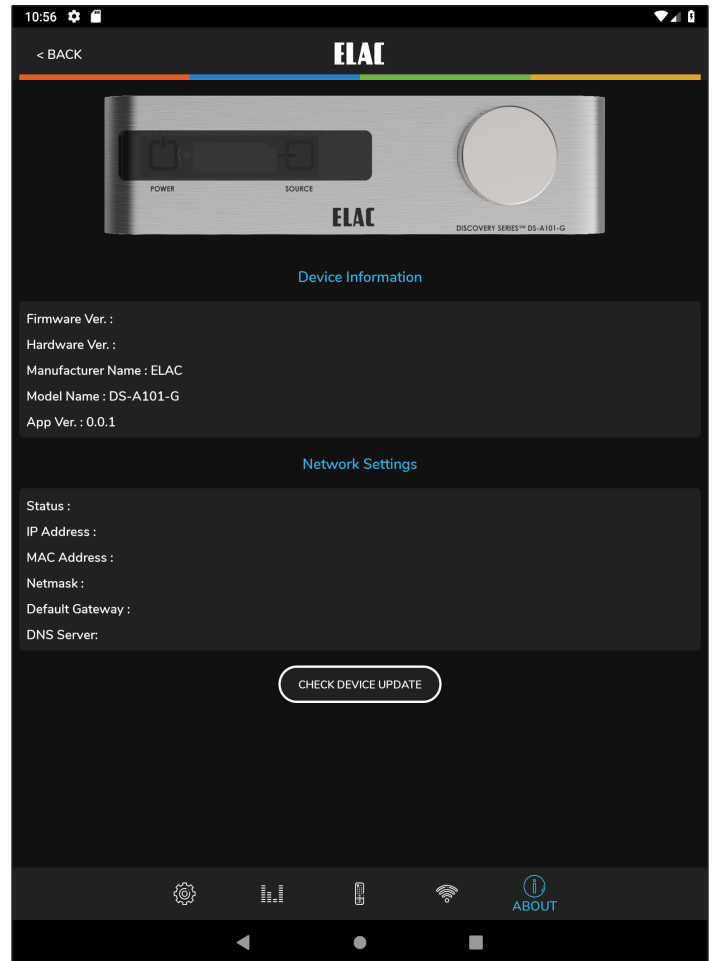 10:56
< BACK
ELAC
POWER
SOURCE
ELAC
DISCOVERY SERIES™ DS-A101-G
Device Information
Firmware Ver. :
Hardware Ver. :
Manufacturer Name : ELAC
Model Name : DS-A101-G
App Ver. : 0.0.1
Network Settings
Status :
IP Address :
MAC Address :
Netmask :
Default Gateway :
DNS Server:
CHECK DEVICE UPDATE
ABOUT